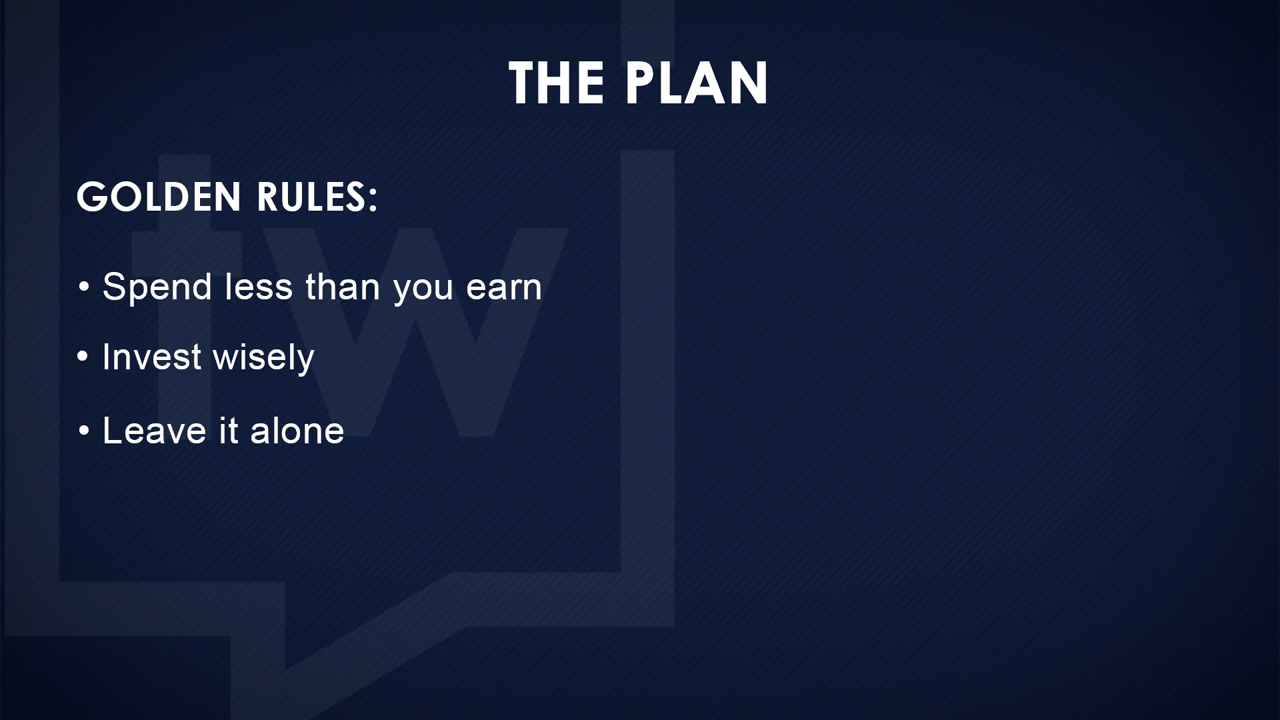 THE PLAN
GOLDEN RULES:
• Spend less than you earn
• Invest wisely
• Leave it alone
tw